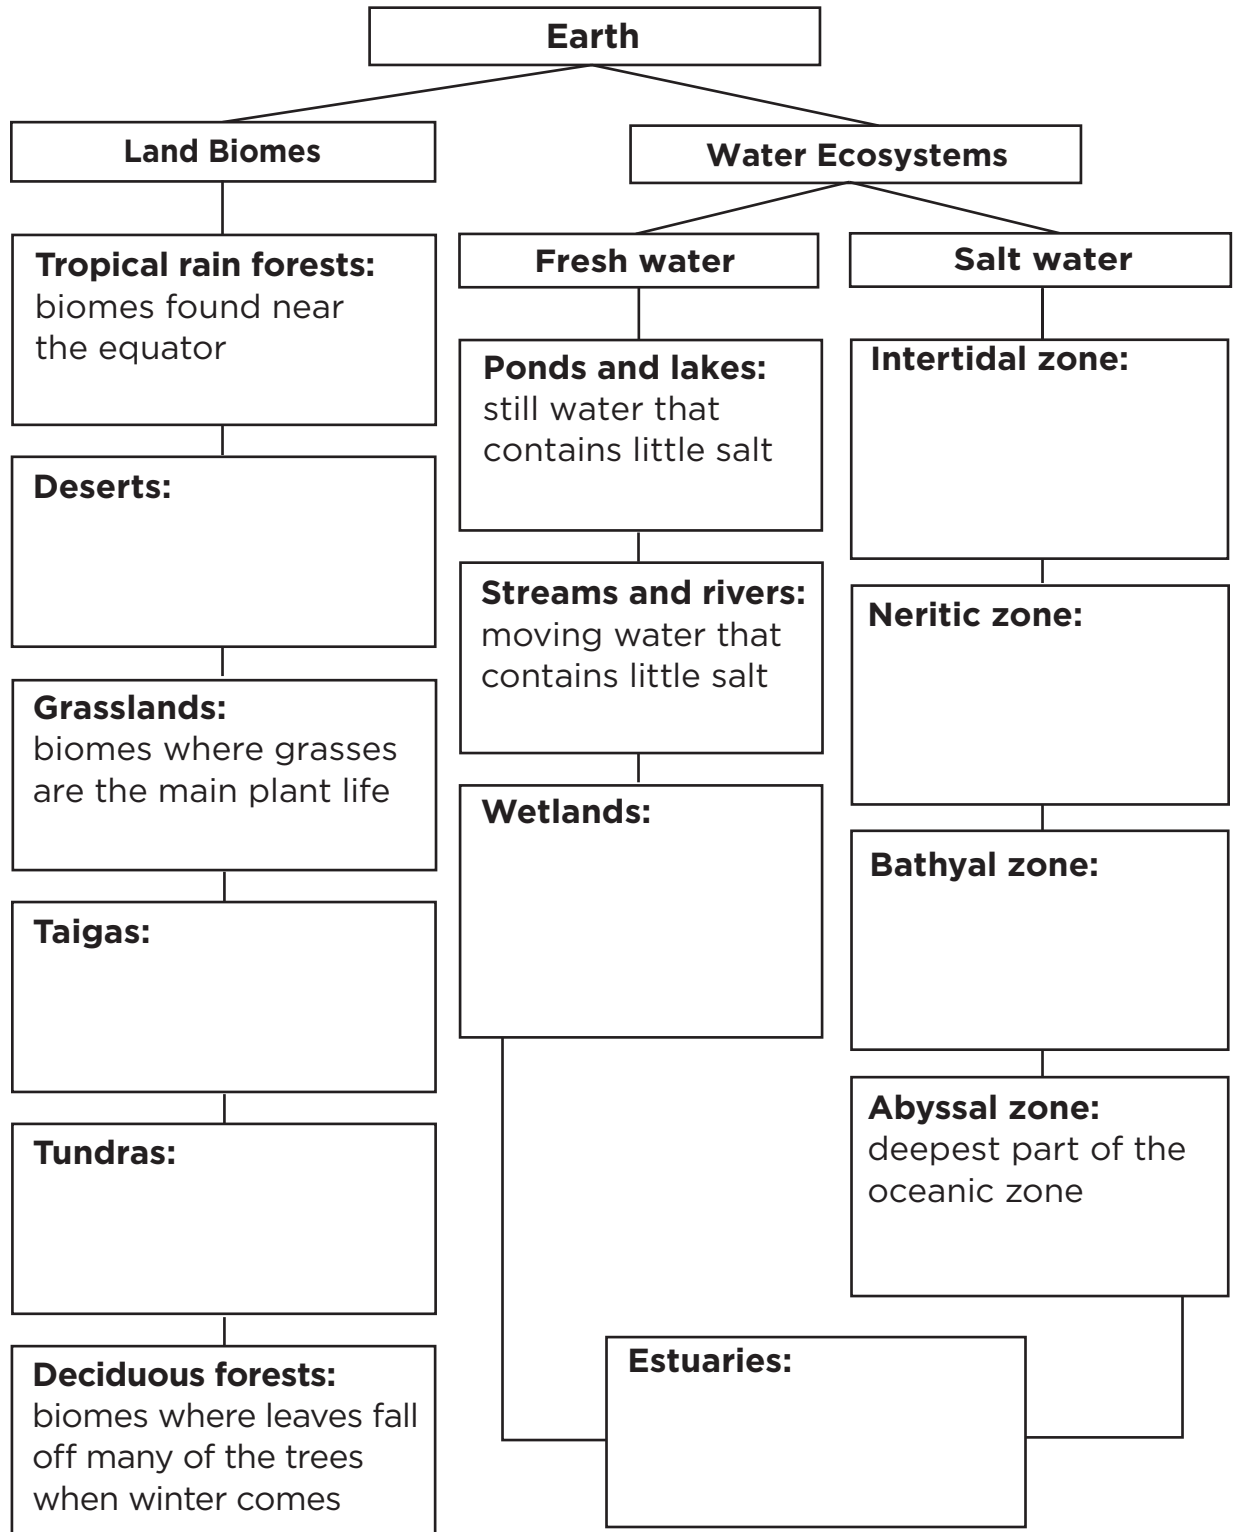 Earth
Land Biomes
Water Ecosystems
Tropical rain forests:
biomes found near
the equator
Deserts:
Grasslands:
biomes where grasses
are the main plant life
Taigas:
Tundras:
Deciduous forests:
biomes where leaves fall
off many of the trees
when winter comes
Fresh water
Ponds and lakes:
still water that
contains little salt
Streams and rivers:
moving water that
contains little salt
Wetlands:
Salt water
Intertidal zone:
Neritic zone:
Bathyal zone:
Abyssal zone:
deepest part of the
oceanic zone
Estuaries: